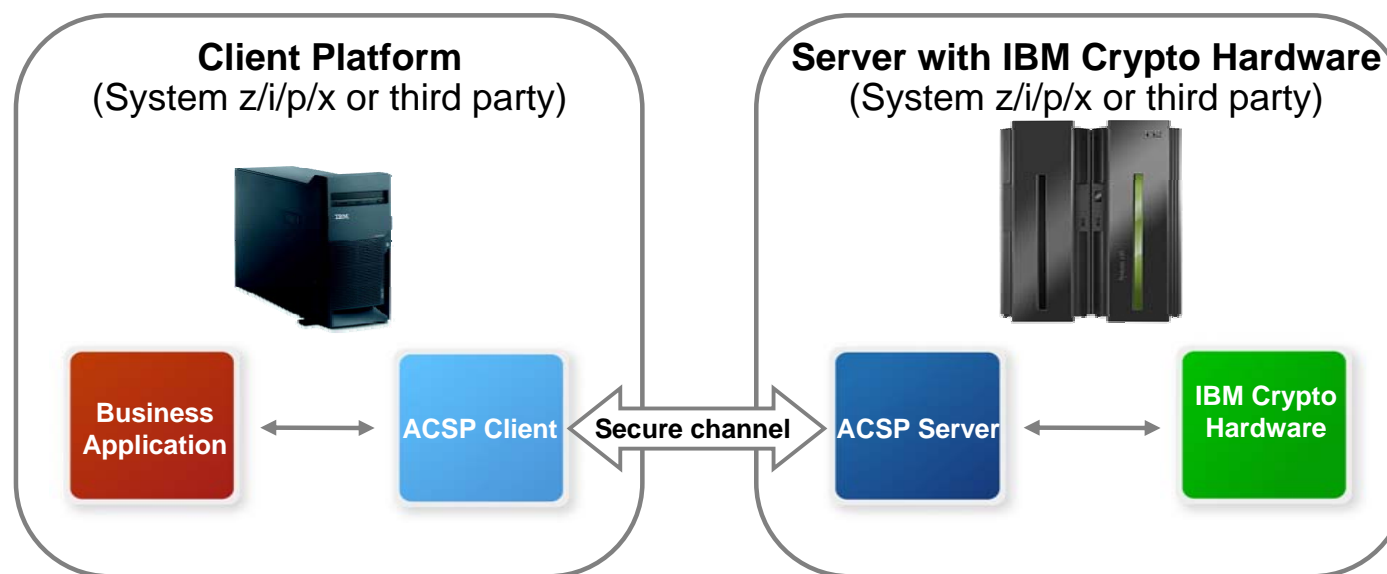 Client Platform
(System z/i/p/x or third party)
Server with IBM Crypto Hardware
(System z/i/p/x or third party)
IBM
Business
Application
ACSP Client
Secure channel
ACSP Server
IBM Crypto
Hardware